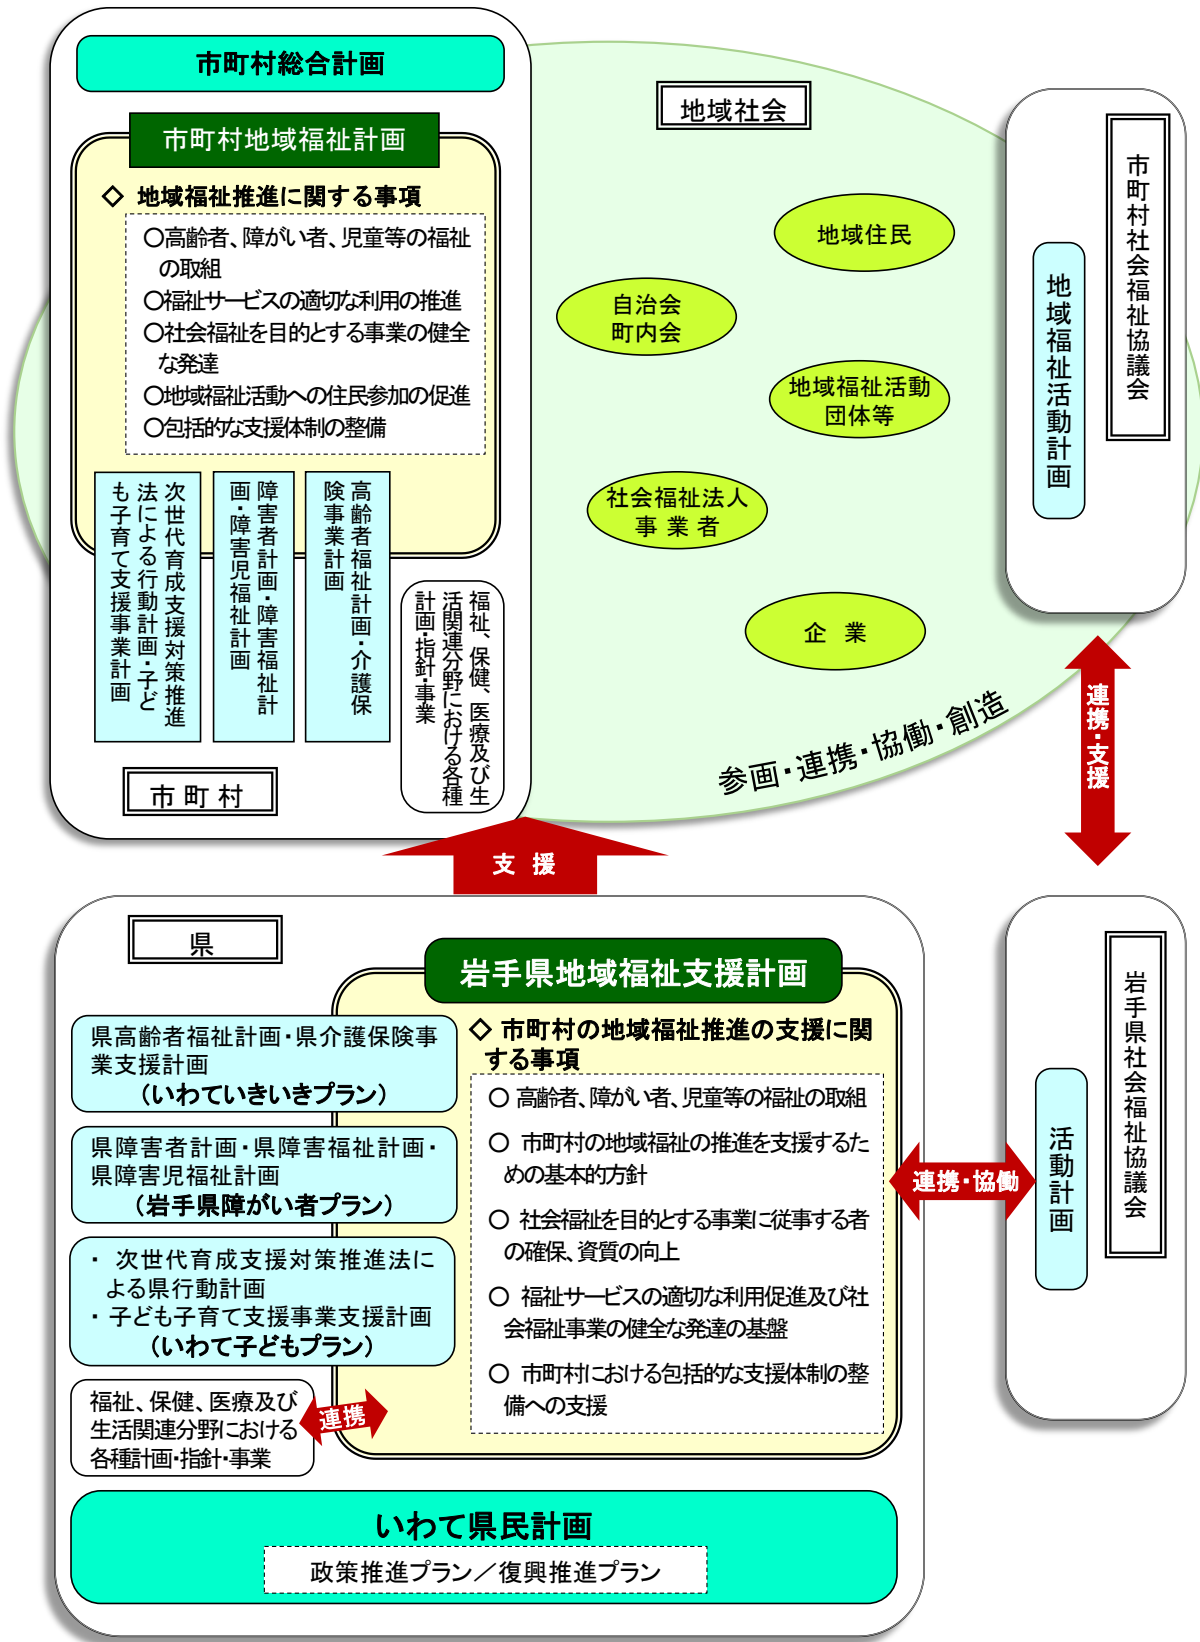 市町村総合計画
市町村地域福祉計画
◇ 地域福祉推進に関する事項
○高齢者、障がい者、児童等の福祉
の取組
○福祉サービスの適切な利用の推進
○社会福祉を目的とする事業の健全
な発達
○地域福祉活動への住民参加の促進
○包括的な支援体制の整備
次世代育成支援対策推進
法による行動計画・子ど
も子育て支援事業計画
障害者計画・障害福祉計
画・障害児福祉計画
高齢者福祉計画・介護保
険事業計画
福祉、保健、医療及び生
活関連分野における各種
計画・指針・事業
市町村
地域社会
地域住民
自治会
町内会
地域福祉活動
団体等
社会福祉法人
事業者
企業
参画・連携・協働・創造
市町村社会福祉協議会
地域福祉活動計画
連携・支援
支援
県
岩手県地域福祉支援計画
◇ 市町村の地域福祉推進の支援に関
する事項
○ 高齢者、障がい者、児童等の福祉の取組
○ 市町村の地域福祉の推進を支援するた
めの基本的方針
○ 社会福祉を目的とする事業に従事する者
の確保、資質の向上
○ 福祉サービスの適切な利用促進及び社
会福祉事業の健全な発達の基盤
○ 市町村における包括的な支援体制の整
備への支援
県高齢者福祉計画・県介護保険事
業支援計画
（いわていきいきプラン）
県障害者計画・県障害福祉計画・
県障害児福祉計画
（岩手県障がい者プラン）
・ 次世代育成支援対策推進法に
よる県行動計画
・ 子ども子育て支援事業支援計画
（いわて子どもプラン）
福祉、保健、医療及び
生活関連分野における
各種計画・指針・事業
連携
いわて県民計画
政策推進プラン／復興推進プラン
連携・協働
岩手県社会福祉協議会
活動計画